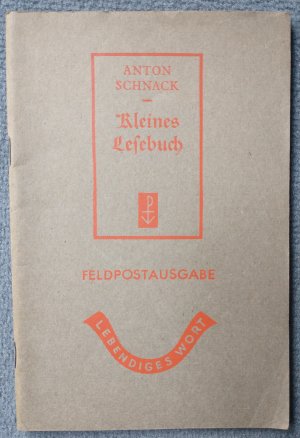 ANTON
SCHNACK
Kleines
Leſebuch
FELDPOSTAUSGABE
LEBENDIGES WORT